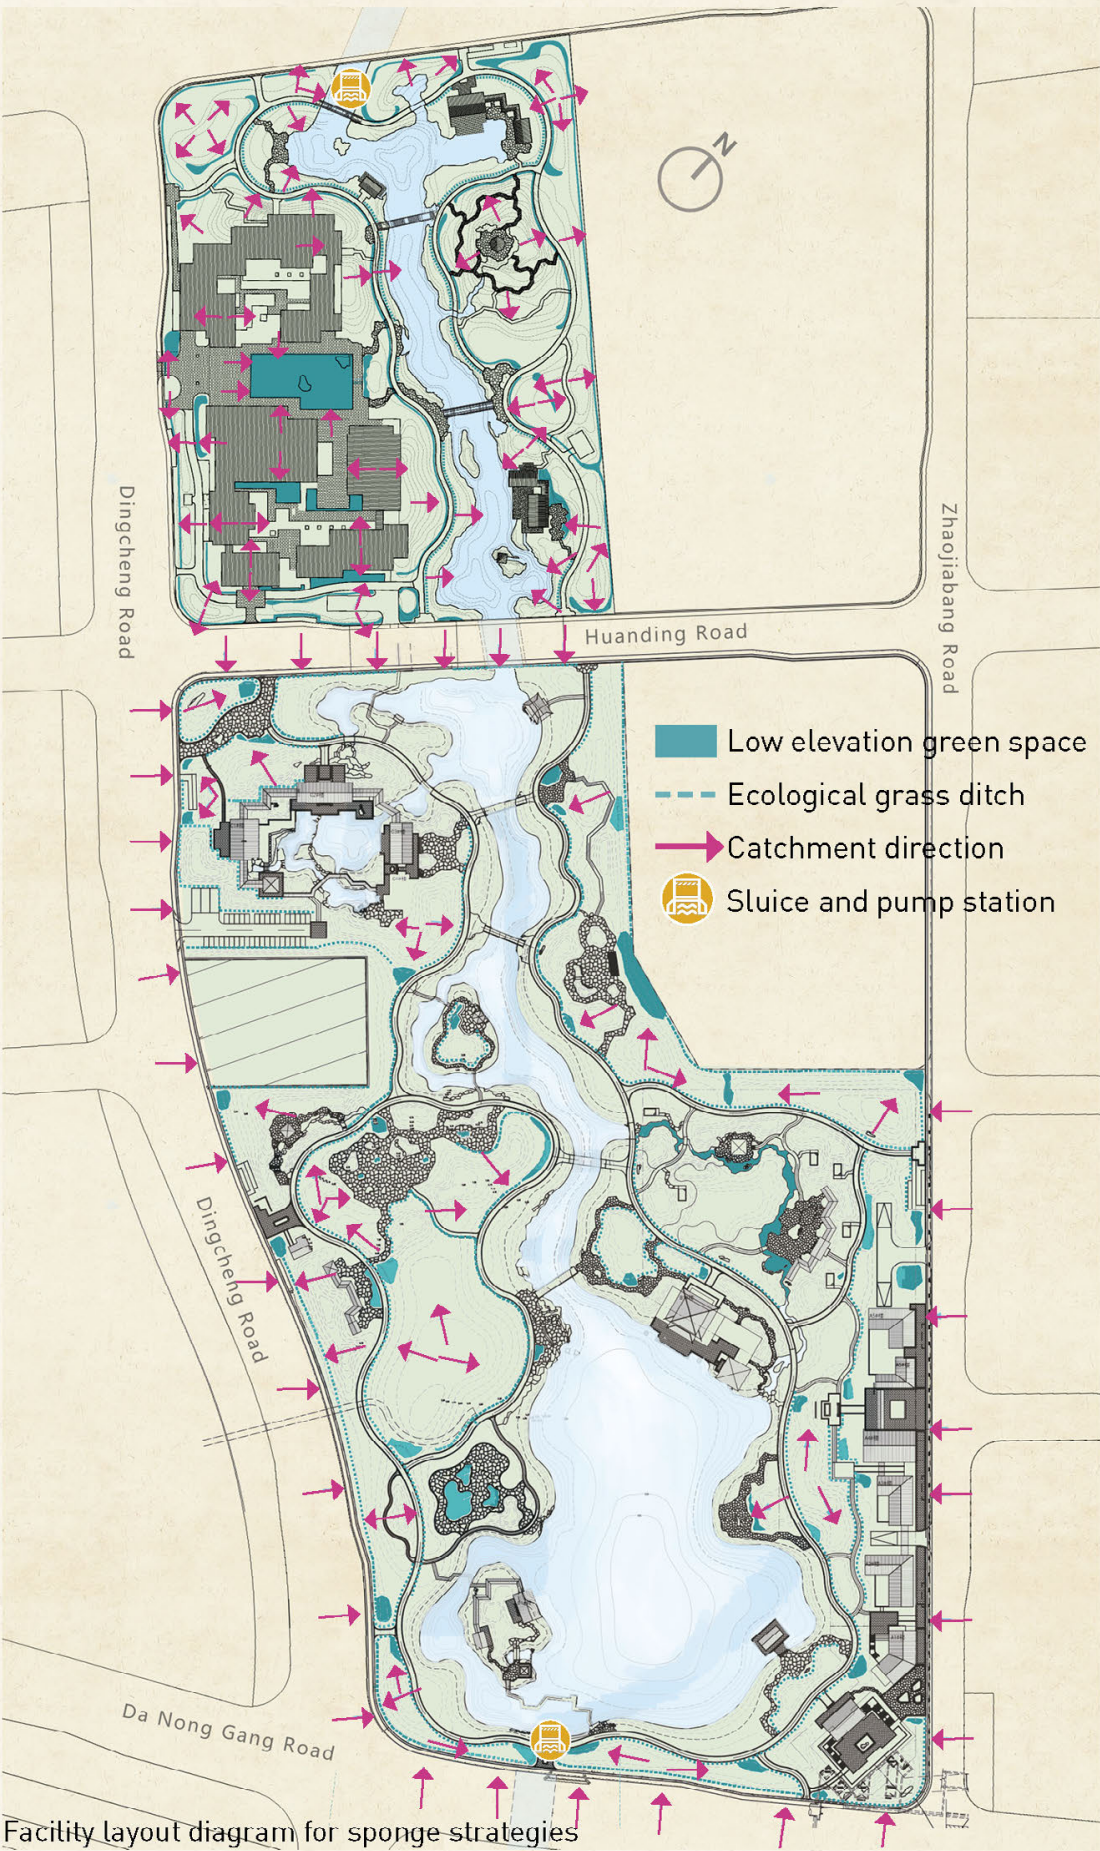 N
Dingcheng Road
Zhaojiabang Road
Huanding Road
Low elevation green space
Ecological grass ditch
Catchment direction
Sluice and pump station
Dingcheng Road
Da Nong Gang Road
Facility layout diagram for sponge strategies